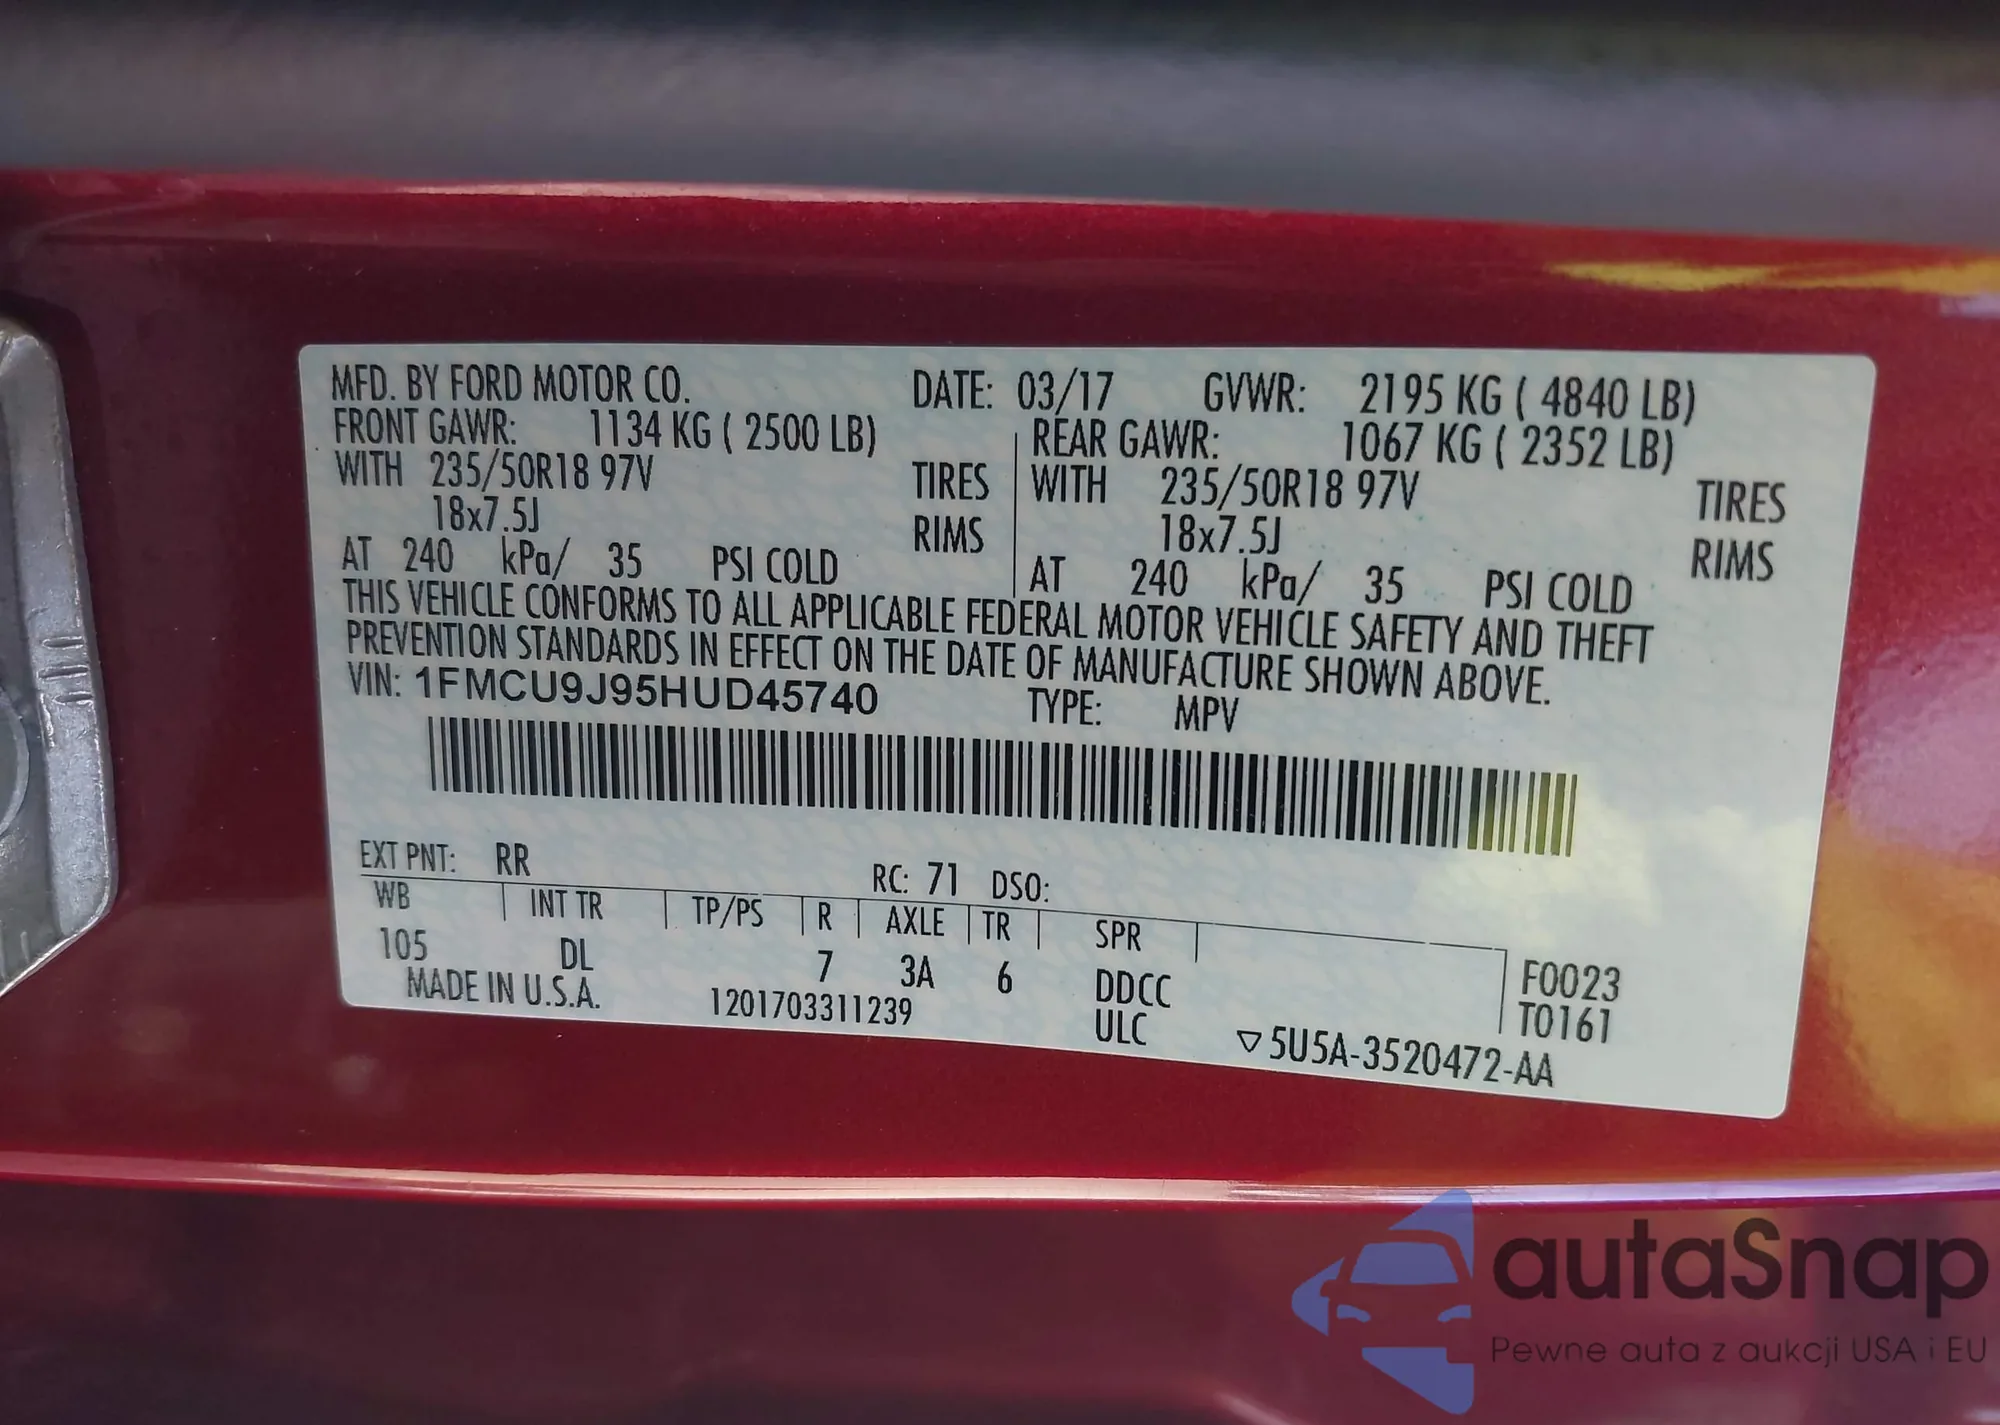 MFD. BY FORD MOTOR CO. DATE: 03/17 GVWR: 2195 KG ( 4840 LB)
FRONT GAWR: 1134 KG ( 2500 LB) REAR GAWR: 1067 KG ( 2352 LB)
WITH 235/50R18 97V TIRES WITH 235/50R18 97V TIRES
18x7.5J RIMS 18x7.5J RIMS
AT 240 kPa/ 35 PSI COLD AT 240 kPa/ 35 PSI COLD
THIS VEHICLE CONFORMS TO ALL APPLICABLE FEDERAL MOTOR VEHICLE SAFETY AND THEFT
PREVENTION STANDARDS IN EFFECT ON THE DATE OF MANUFACTURE SHOWN ABOVE.
VIN: 1FMCU9J95HUD45740 TYPE: MPV
EXT PNT: RR RC: 71 DSO:
WB INT TR TP/PS R AXLE TR SPR
105 DL 7 3A 6 DDCC F0023
MADE IN U.S.A. 1201703311239 ULC T0161
▽5U5A-3520472-AA
autaSnap
Pewne auta z aukcji USA i EU